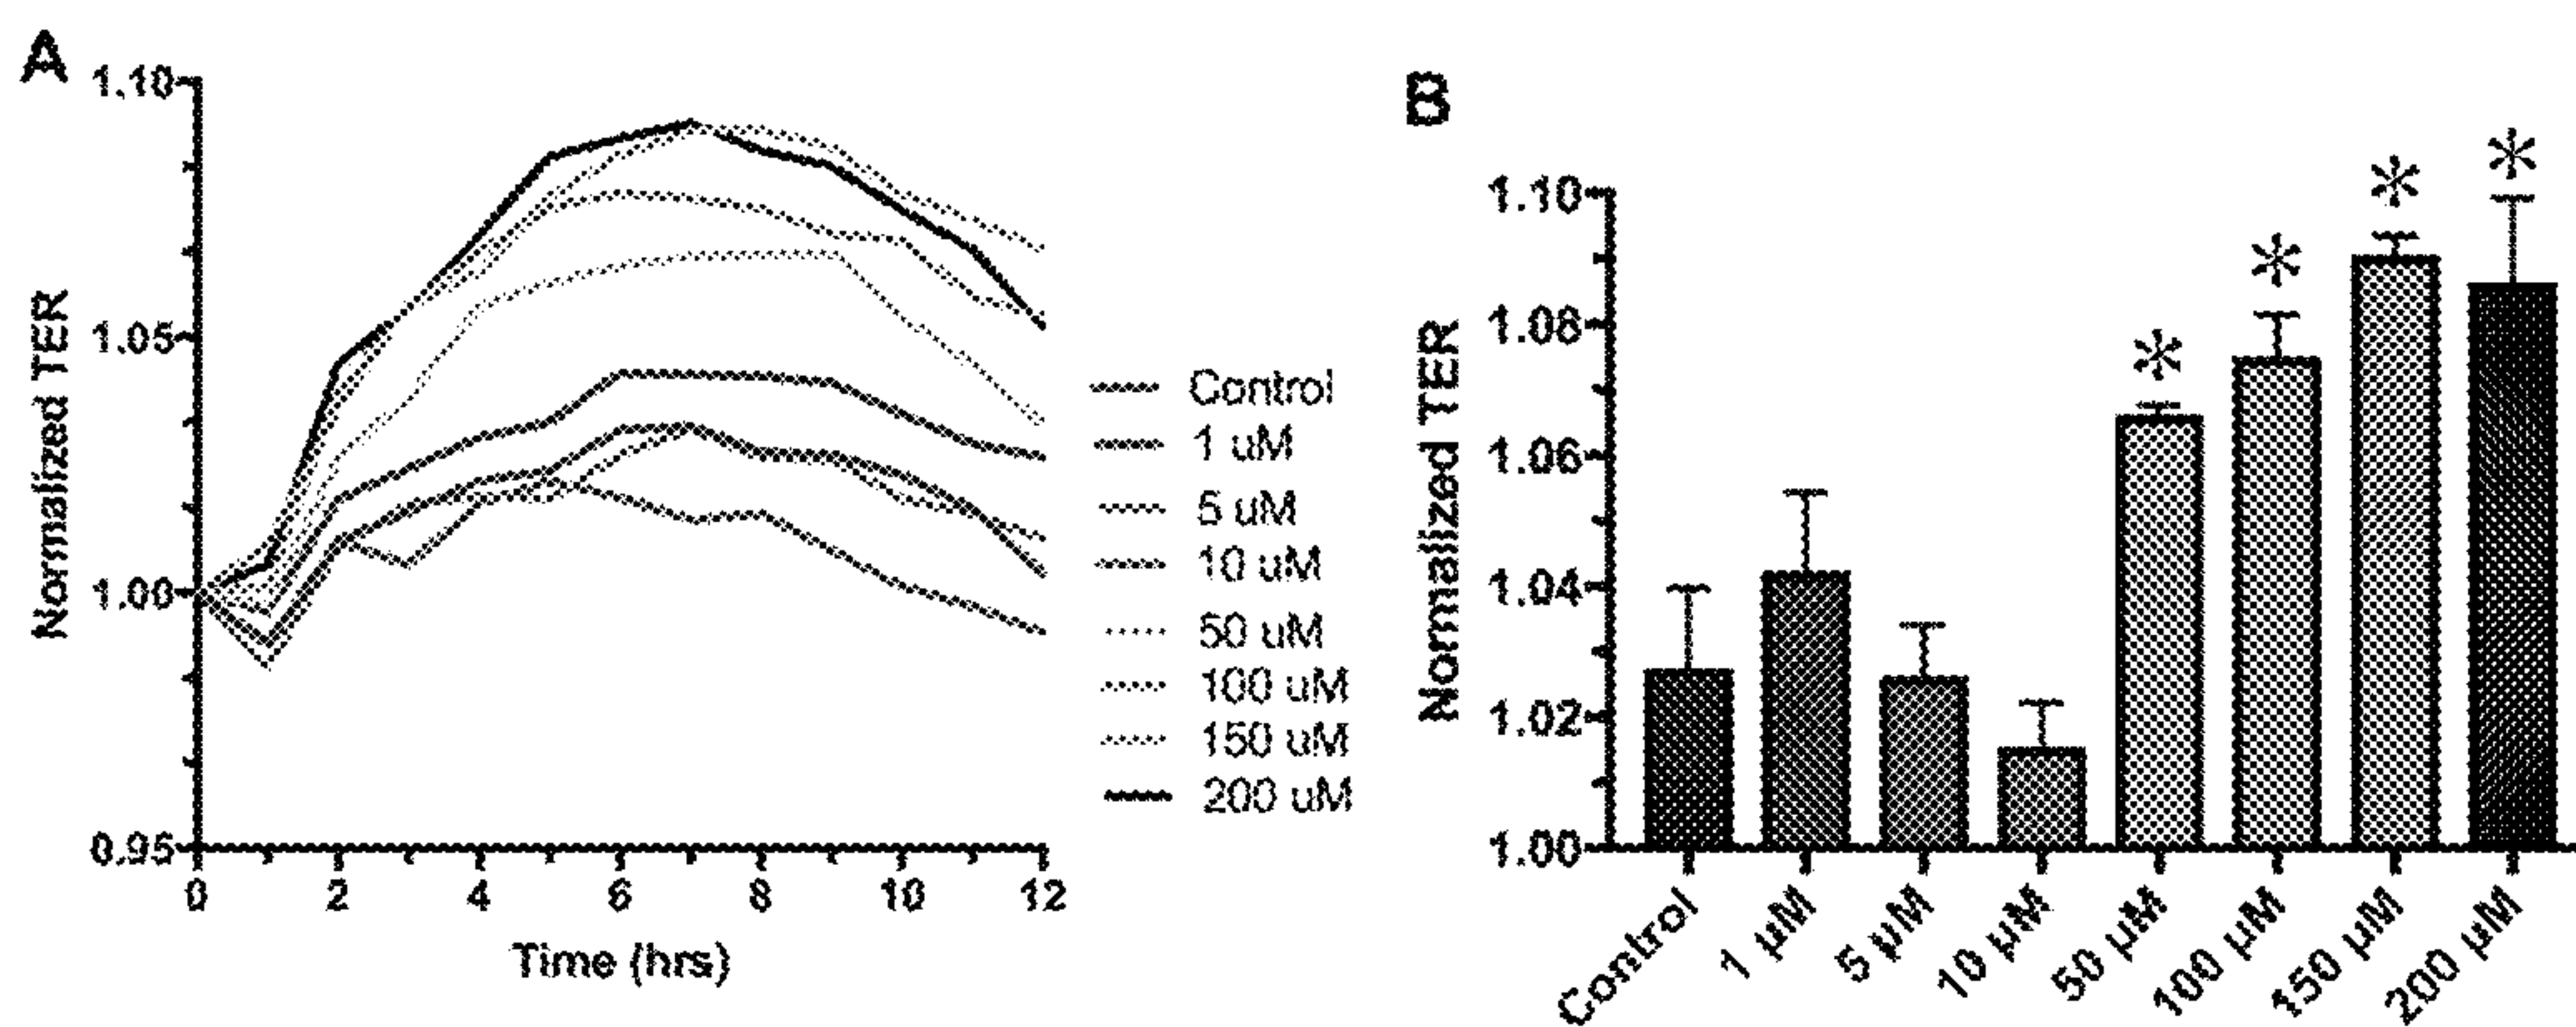 A
1.10
1.05
1.00
0.95
Normalized TER
0
2
4
6
8
10
12
Time (hrs)
Control
1 uM
5 uM
10 uM
50 uM
100 uM
150 uM
200 uM
B
1.10
1.08
1.06
1.04
1.02
1.00
Normalized TER
*
*
*
*
Control
1 µM
5 µM
10 µM
50 µM
100 µM
150 µM
200 µM